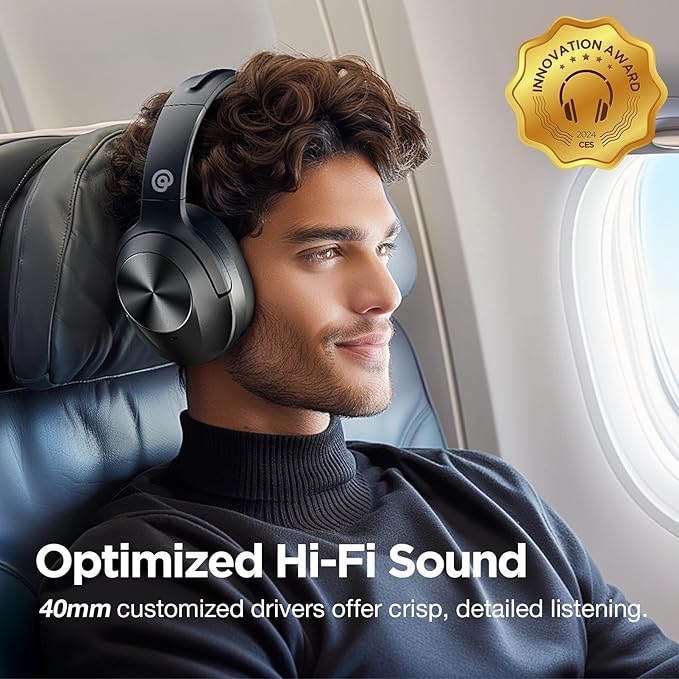 INNOVATION AWARD
2024
CES
Optimized Hi-Fi Sound
40mm customized drivers offer crisp, detailed listening.